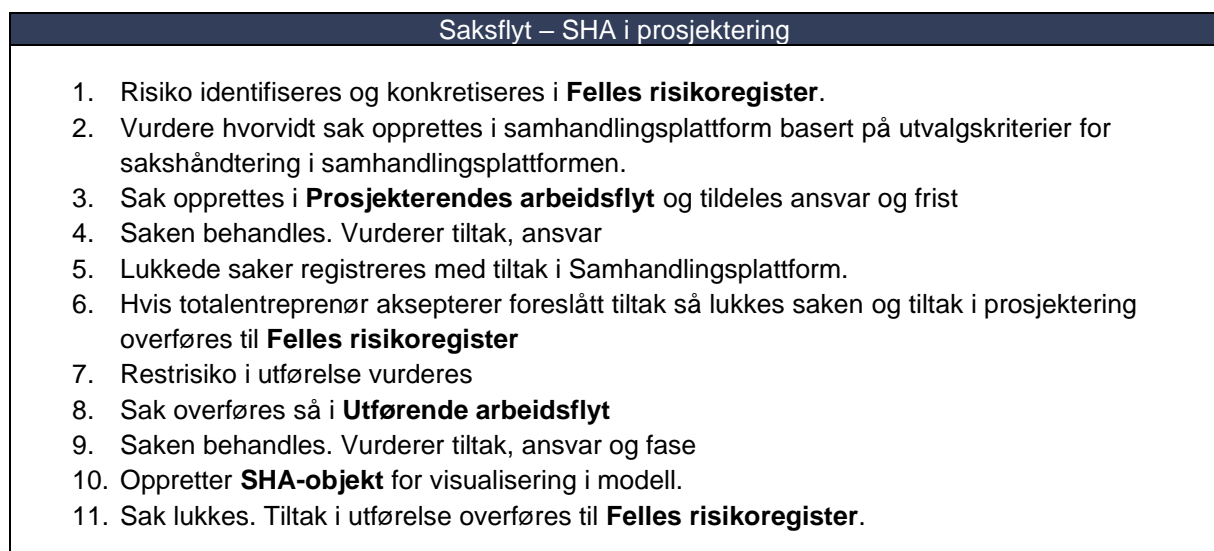 Saksflyt – SHA i prosjektering
1. Risiko identifiseres og konkretiseres i Felles risikoregister.
2. Vurdere hvorvidt sak opprettes i samhandlingsplattform basert på utvalgskriterier for
sakshåndtering i samhandlingsplattformen.
3. Sak opprettes i Prosjekterendes arbeidsflyt og tildeles ansvar og frist
4. Saken behandles. Vurderer tiltak, ansvar
5. Lukkede saker registreres med tiltak i Samhandlingsplattform.
6. Hvis totalentreprenør aksepterer foreslått tiltak så lukkes saken og tiltak i prosjektering
overføres til Felles risikoregister
7. Restrisiko i utførelse vurderes
8. Sak overføres så i Utførende arbeidsflyt
9. Saken behandles. Vurderer tiltak, ansvar og fase
10. Oppretter SHA-objekt for visualisering i modell.
11. Sak lukkes. Tiltak i utførelse overføres til Felles risikoregister.